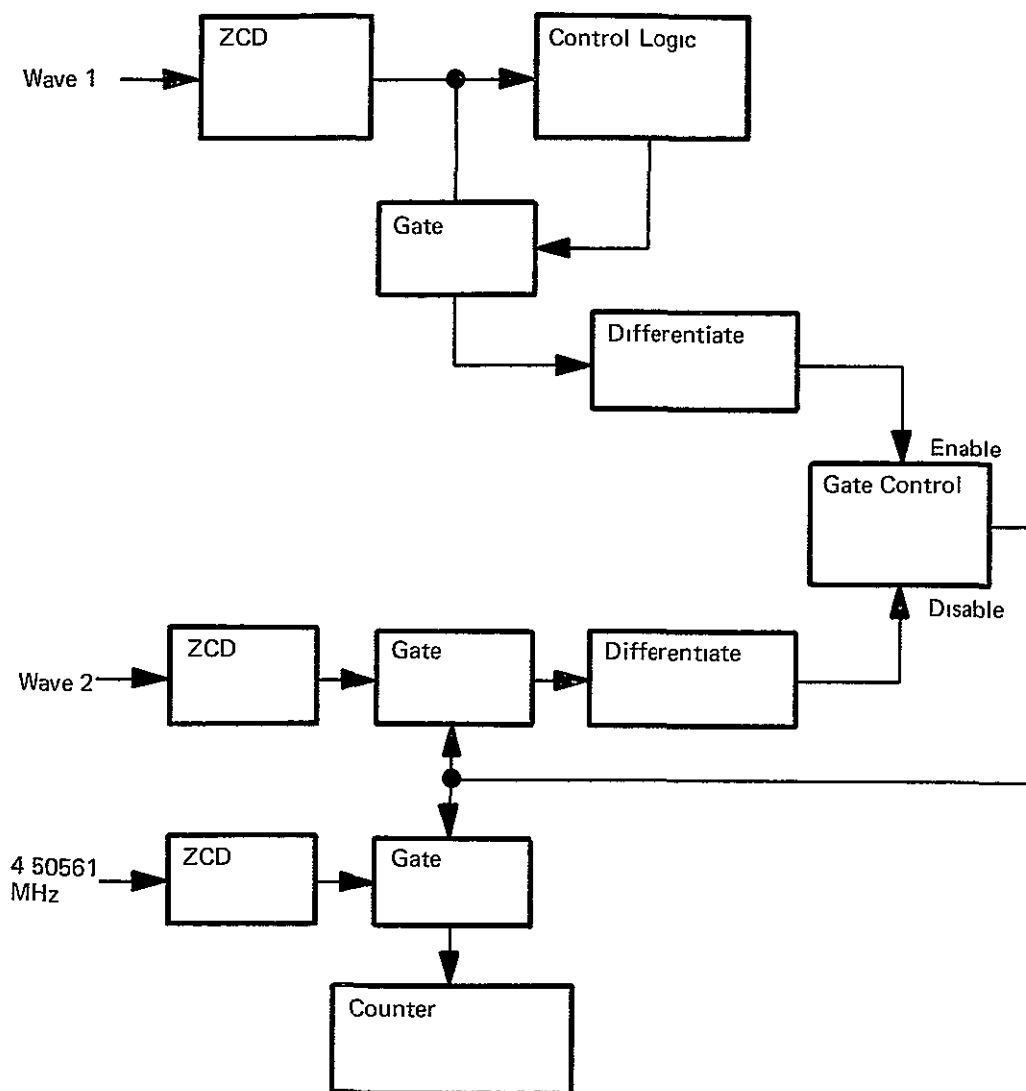 ZCD
Control Logic
Wave 1
Gate
Differentiate
Enable
Gate Control
Disable
ZCD
Gate
Differentiate
Wave 2
ZCD
Gate
4 50561
MHz
Counter